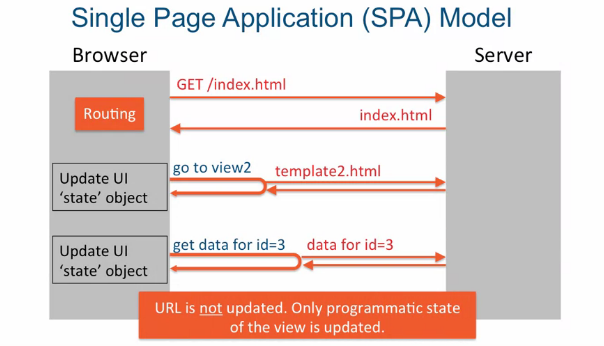 Single Page Application (SPA) Model
Browser
Server
GET /index.html
Routing
index.html
go to view2
template2.html
Update UI
‘state’ object
get data for id=3
data for id=3
Update UI
‘state’ object
URL is not updated. Only programmatic state
of the view is updated.